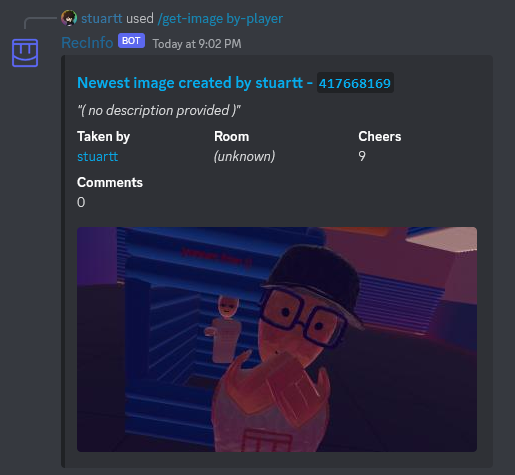 stuartt used /get-image by-player
RecInfo BOT Today at 9:02 PM
Newest image created by stuartt - 417668169
"( no description provided )"
Taken by Room Cheers
stuartt (unknown) 9
Comments
0